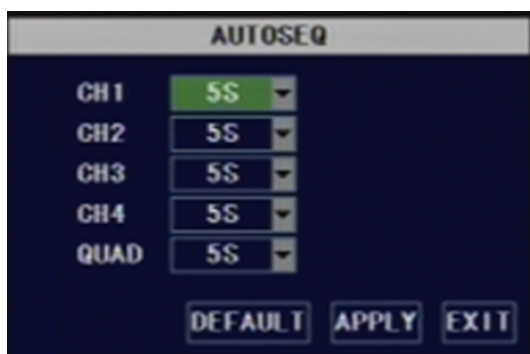 AUTOSEQ
CH1 5S
CH2 5S
CH3 5S
CH4 5S
QUAD 5S
DEFAULT APPLY EXIT